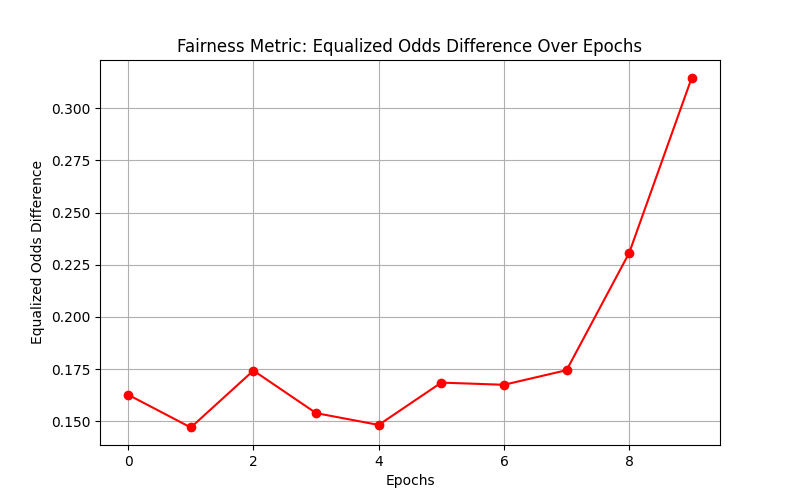 Fairness Metric: Equalized Odds Difference Over Epochs
Equalized Odds Difference
0.300
0.275
0.250
0.225
0.200
0.175
0.150
0 2 4 6 8
Epochs